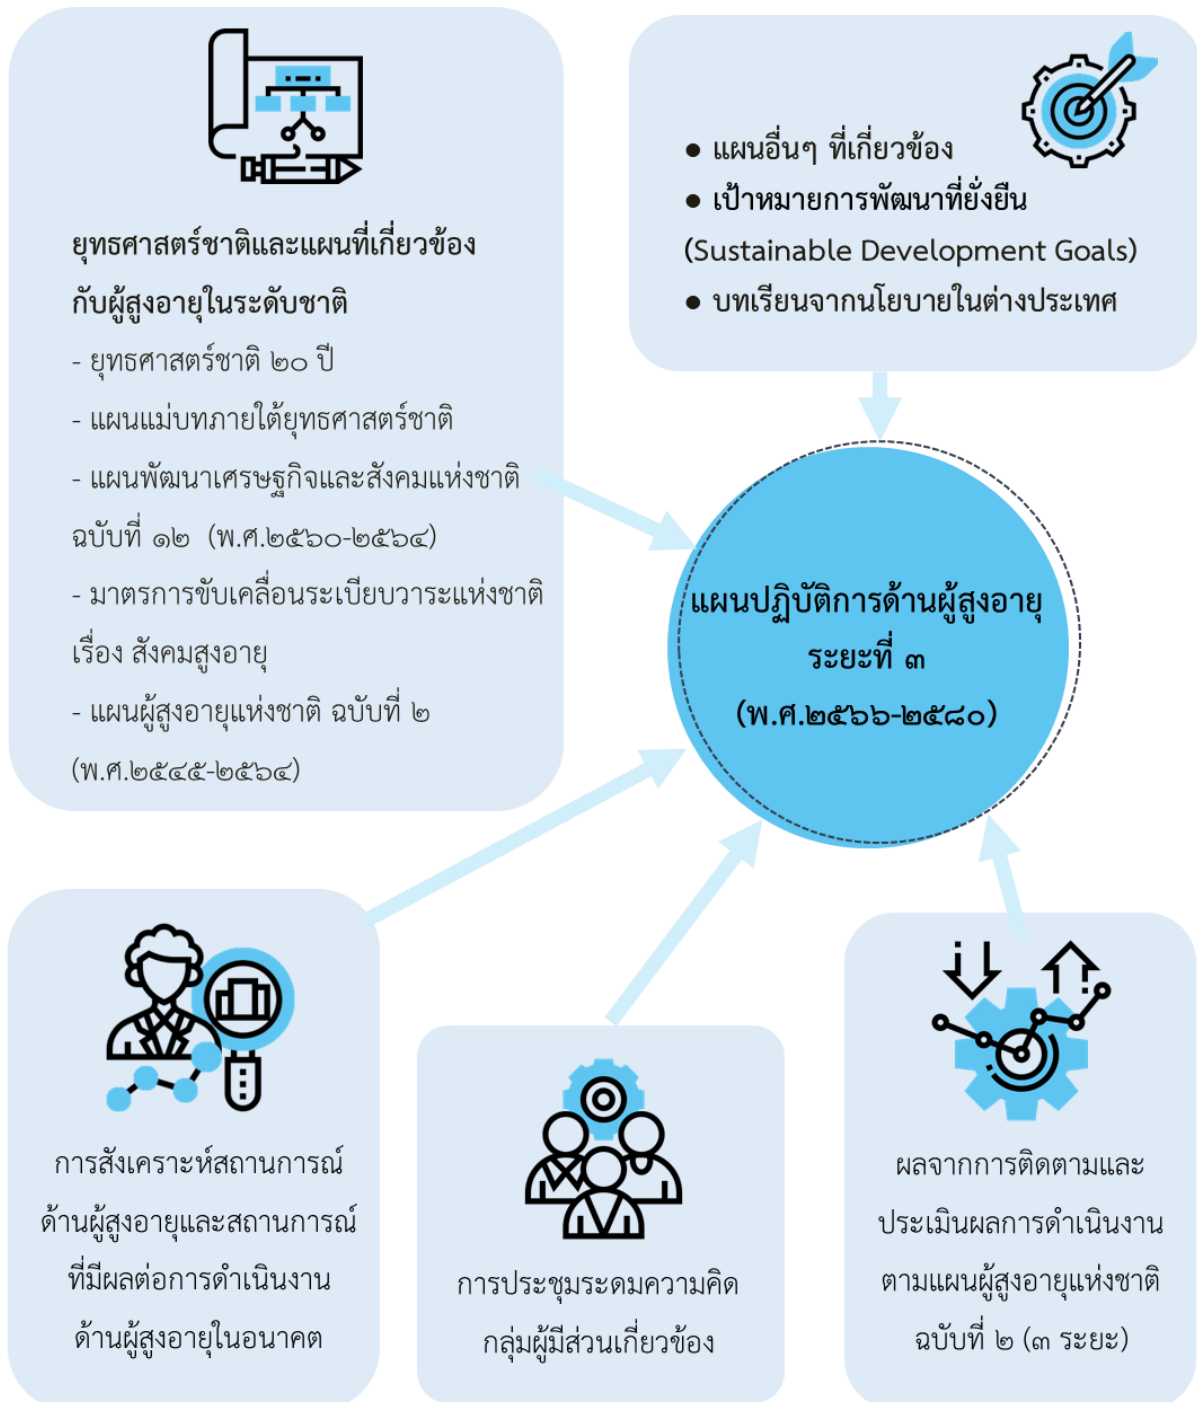 ยุทธศาสตร์ชาติและแผนที่เกี่ยวข้อง
กับผู้สูงอายุในระดับชาติ
- ยุทธศาสตร์ชาติ ๒๐ ปี
- แผนแม่บทภายใต้ยุทธศาสตร์ชาติ
- แผนพัฒนาเศรษฐกิจและสังคมแห่งชาติ
ฉบับที่ ๑๒ (พ.ศ.๒๕๖๐-๒๕๖๔)
- มาตรการขับเคลื่อนระเบียบวาระแห่งชาติ
เรื่อง สังคมสูงอายุ
- แผนผู้สูงอายุแห่งชาติ ฉบับที่ ๒
(พ.ศ.๒๕๔๕-๒๕๖๔)
● แผนอื่นๆ ที่เกี่ยวข้อง
● เป้าหมายการพัฒนาที่ยั่งยืน
(Sustainable Development Goals)
● บทเรียนจากนโยบายในต่างประเทศ
แผนปฏิบัติการด้านผู้สูงอายุ
ระยะที่ ๓
(พ.ศ.๒๕๖๖-๒๕๘๐)
การสังเคราะห์สถานการณ์
ด้านผู้สูงอายุและสถานการณ์
ที่มีผลต่อการดำเนินงาน
ด้านผู้สูงอายุในอนาคต
การประชุมระดมความคิด
กลุ่มผู้มีส่วนเกี่ยวข้อง
ผลจากการติดตามและ
ประเมินผลการดำเนินงาน
ตามแผนผู้สูงอายุแห่งชาติ
ฉบับที่ ๒ (๓ ระยะ)